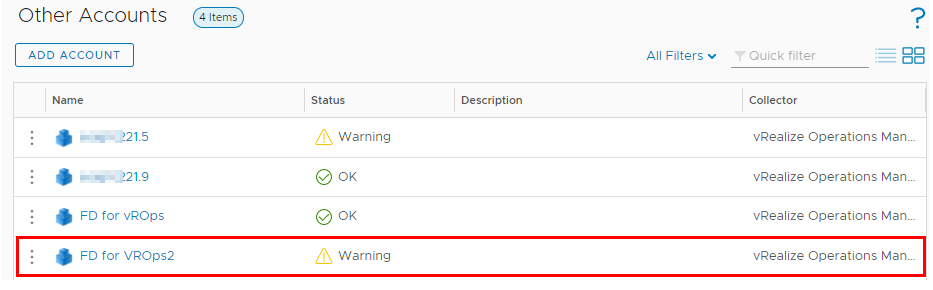 Other Accounts 4 Items ?
ADD ACCOUNT All Filters Quick filter
Name Status Description Collector
221.5 Warning vRealize Operations Man...
221.9 OK vRealize Operations Man...
FD for vROps OK vRealize Operations Man...
FD for VROps2 Warning vRealize Operations Man...